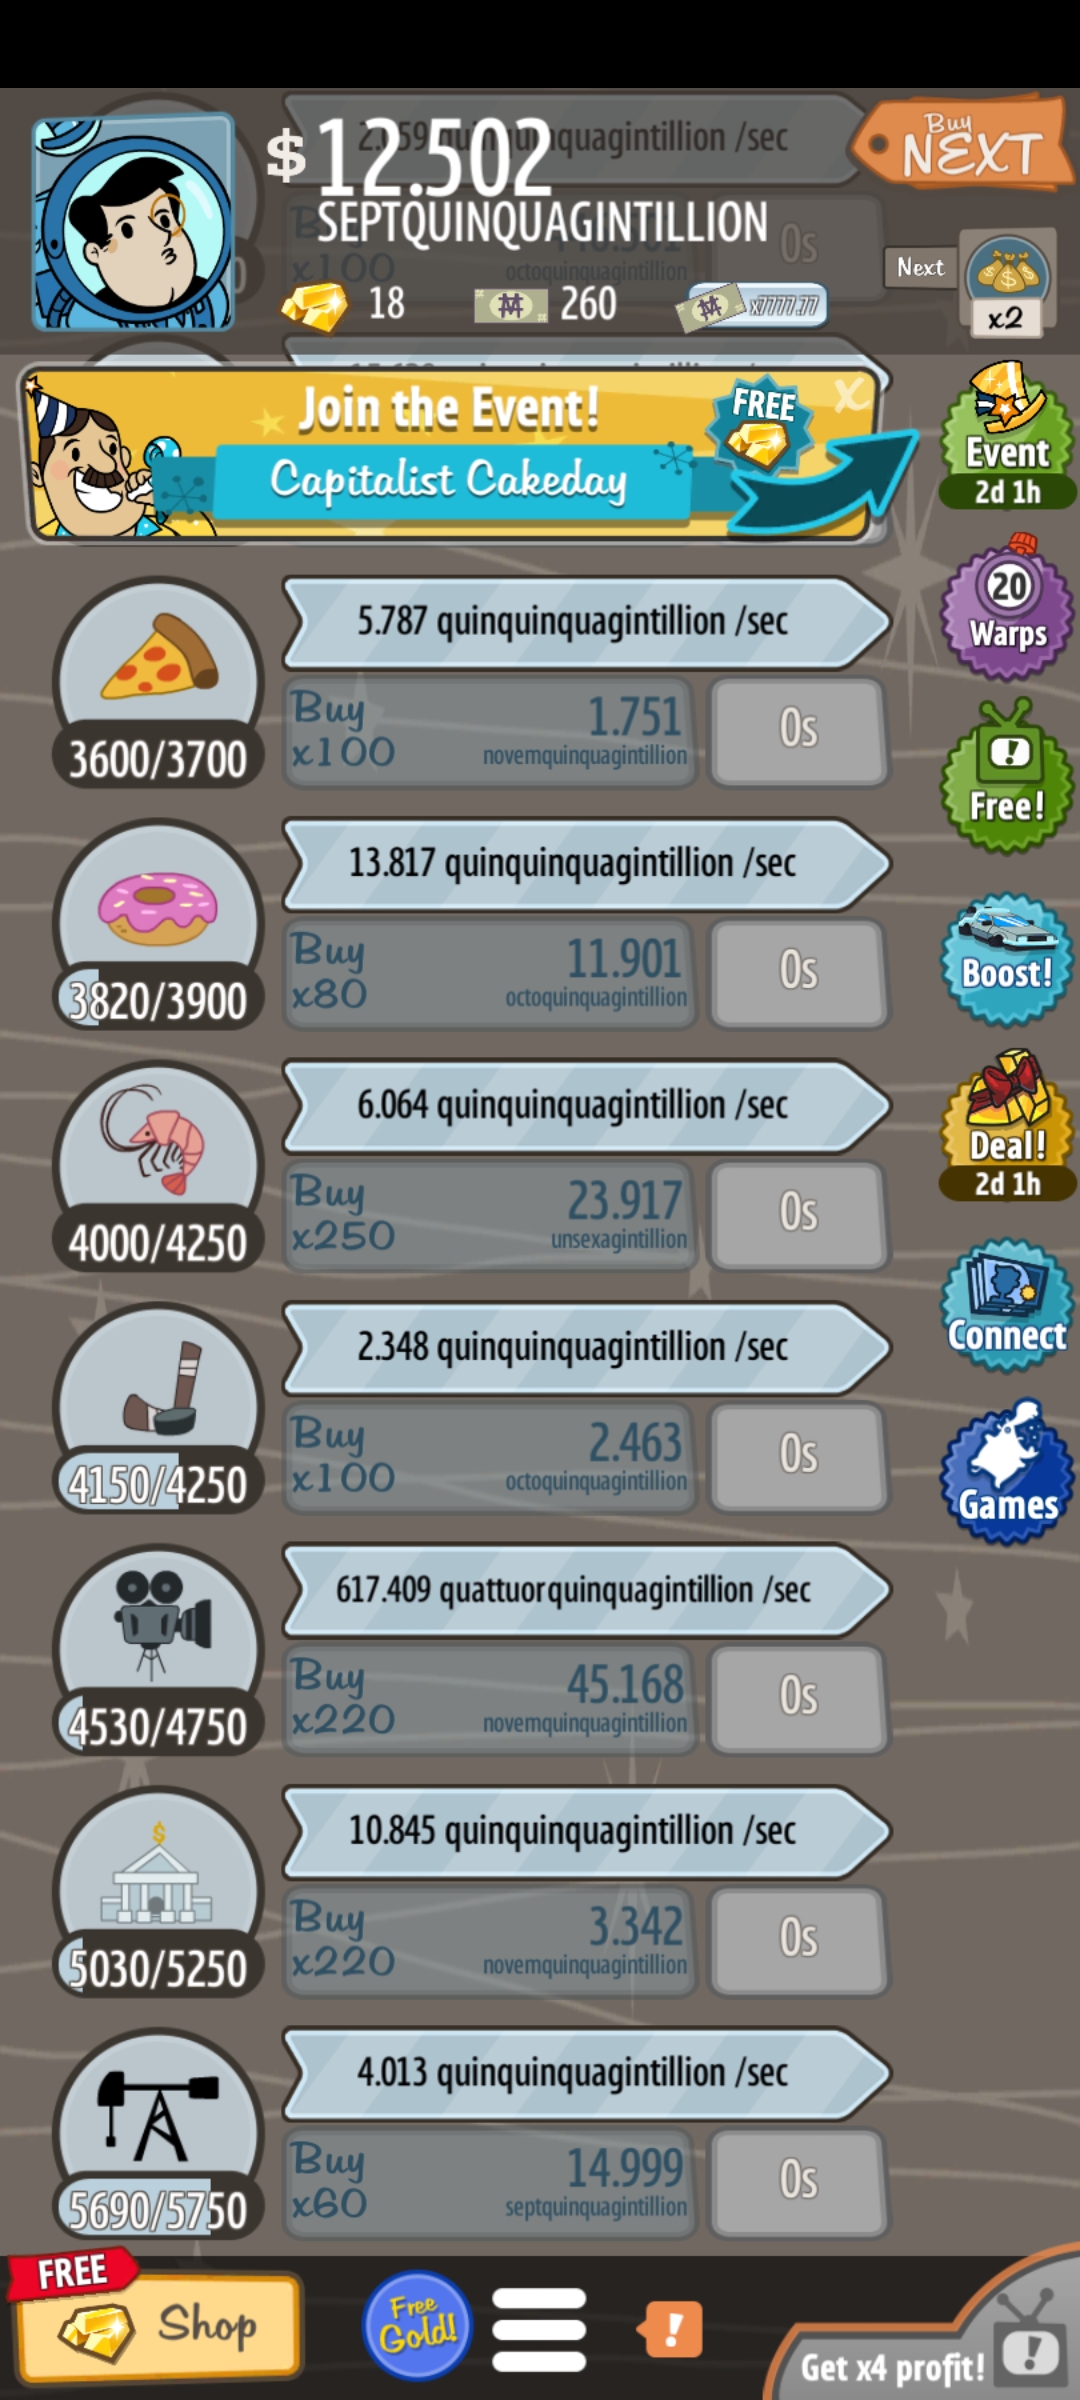 $12.502
SEPTQUINQUAGINTILLION
Buy
NEXT
18
260
x7777.77
Next
x2
x100
octoquinquagintillion
0s
Join the Event!
FREE
X
Capitalist Cakeday
Event
2d 1h
5.787 quinquinquagintillion /sec
20
Warps
3600/3700
Buy
x100
1.751
novemquinquagintillion
0s
Free!
13.817 quinquinquagintillion /sec
3820/3900
Buy
x80
11.901
octoquinquagintillion
0s
Boost!
6.064 quinquinquagintillion /sec
4000/4250
Buy
x250
23.917
unsexagintillion
0s
Deal!
2d 1h
2.348 quinquinquagintillion /sec
4150/4250
Buy
x100
2.463
octoquinquagintillion
0s
Connect
Games
617.409 quattuorquinquagintillion /sec
4530/4750
Buy
x220
45.168
novemquinquagintillion
0s
10.845 quinquinquagintillion /sec
$
5030/5250
Buy
x220
3.342
novemquinquagintillion
0s
4.013 quinquinquagintillion /sec
5690/5750
Buy
x60
14.999
septquinquagintillion
0s
FREE
Shop
Free
Gold!
!
Get x4 profit!
!